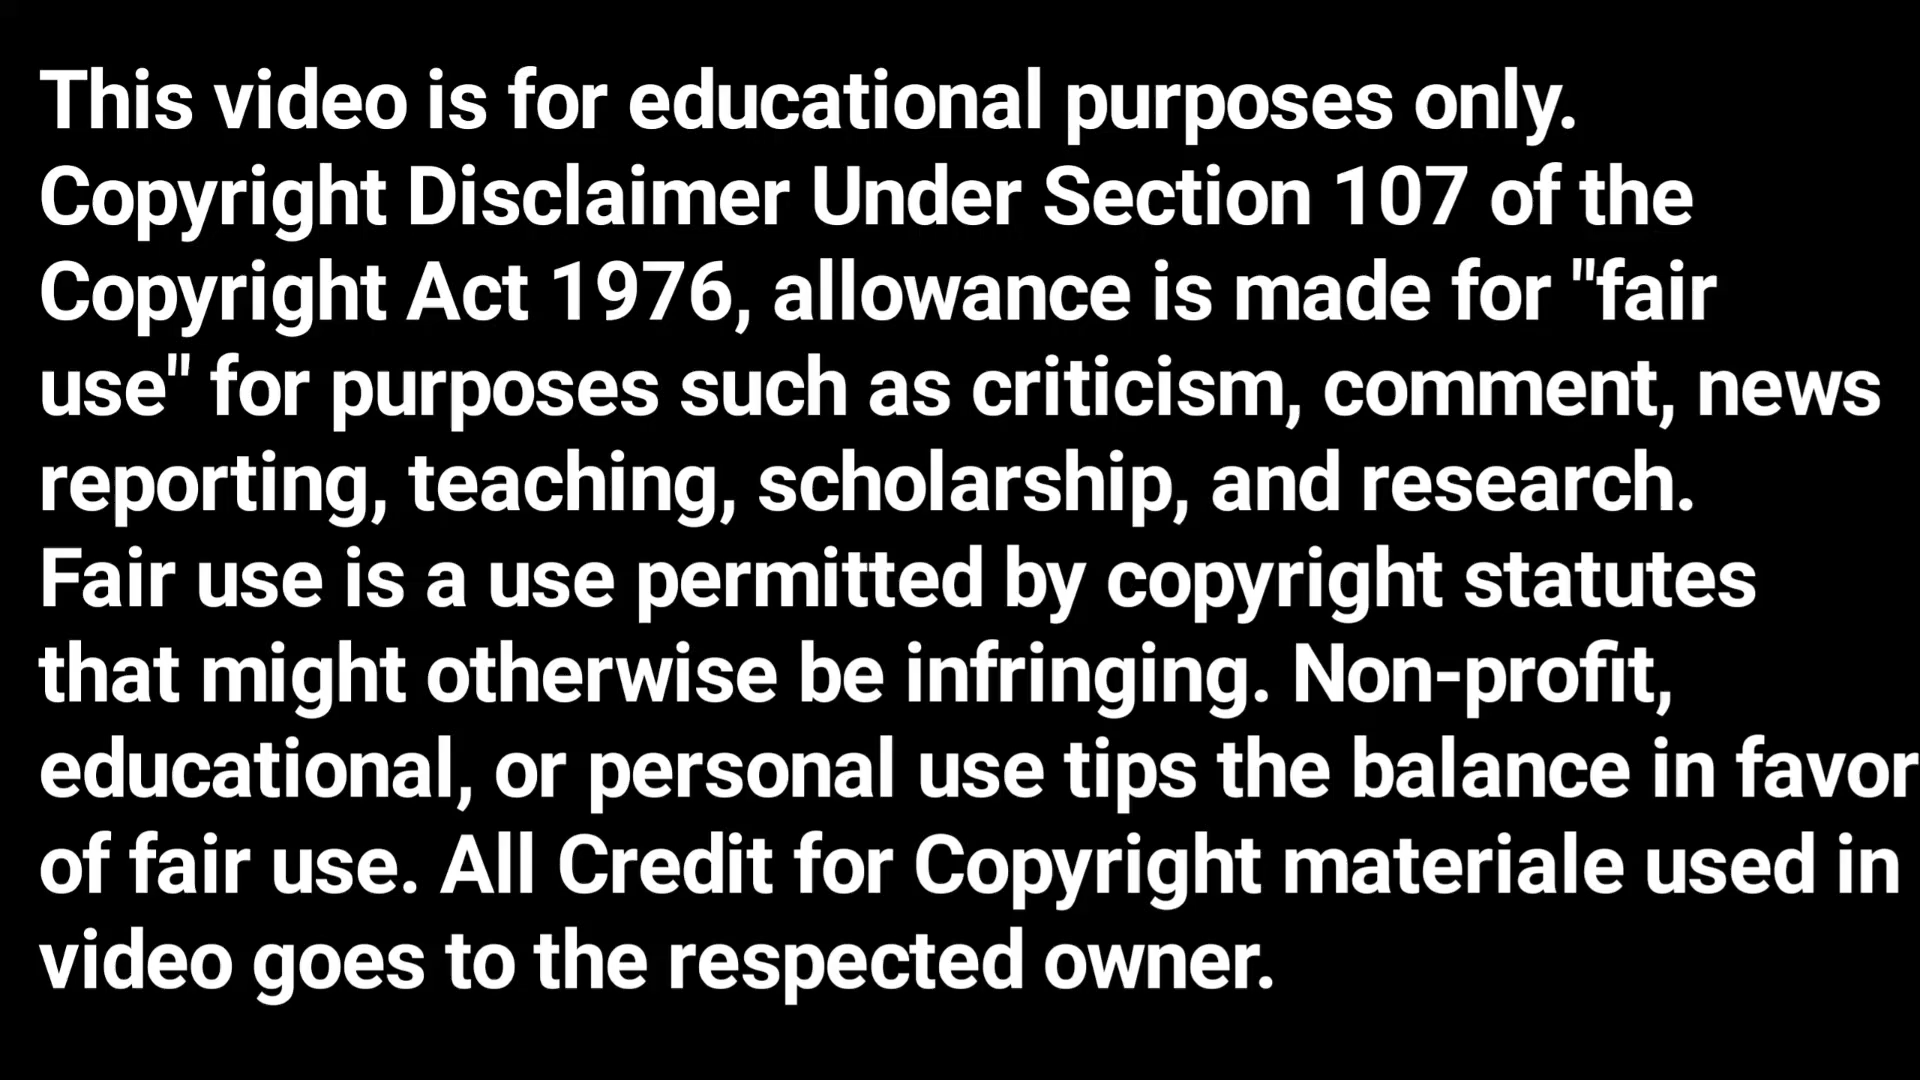 This video is for educational purposes only.
Copyright Disclaimer Under Section 107 of the
Copyright Act 1976, allowance is made for "fair
use" for purposes such as criticism, comment, news
reporting, teaching, scholarship, and research.
Fair use is a use permitted by copyright statutes
that might otherwise be infringing. Non-profit,
educational, or personal use tips the balance in favor
of fair use. All Credit for Copyright materiale used in
video goes to the respected owner.